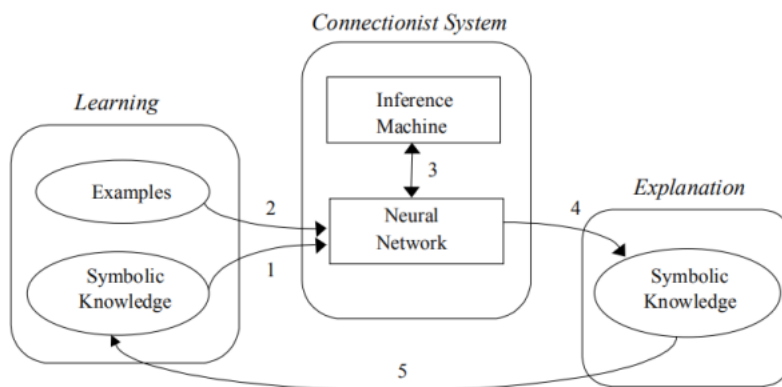 Connectionist System
Learning
Inference
Machine
Examples
2
3
Neural
Network
Explanation
4
Symbolic
Knowledge
1
Symbolic
Knowledge
5